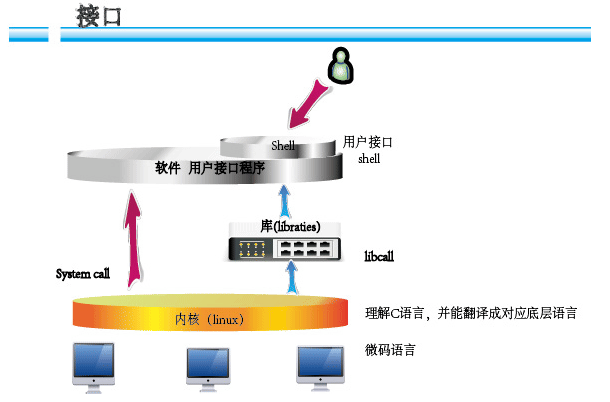 接口
Shell
用户接口
shell
软件 用户接口程序
库(libraties)
libcall
System call
内核（linux）
理解C语言，并能翻译成对应底层语言
微码语言